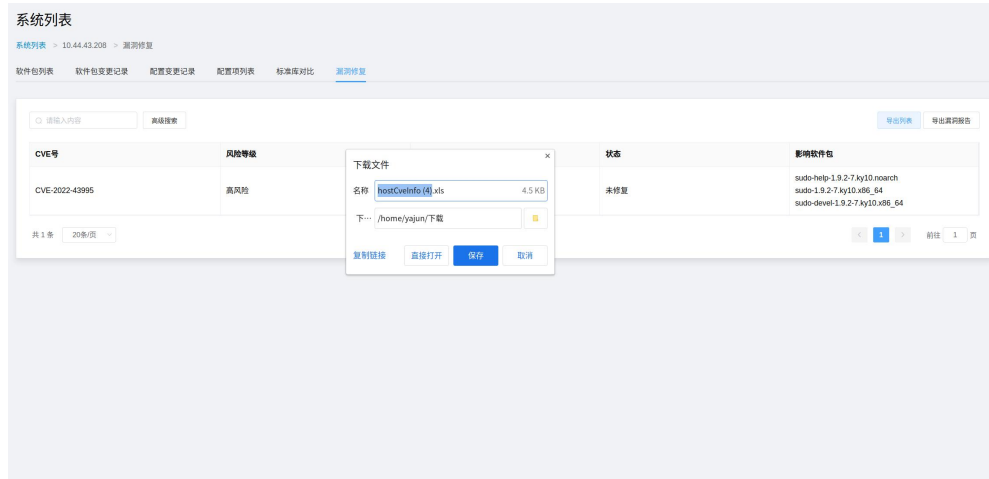 系统列表
系统列表 > 10.44.43.208 > 漏洞修复
软件包列表 软件包变更记录 配置变更记录 配置项列表 标准库对比 漏洞修复
请输入内容 高级搜索 导出列表 导出漏洞报告
CVE号 风险等级 状态 影响软件包
CVE-2022-43995 高风险 未修复
sudo-help-1.9.2-7.ky10.noarch
sudo-1.9.2-7.ky10.x86_64
sudo-devel-1.9.2-7.ky10.x86_64
共 1 条 20条/页 < 1 > 前往 1 页
下载文件 ×
名称 hostCveInfo (4).xls 4.5 KB
下… /home/yajun/下载
复制链接 直接打开 保存 取消